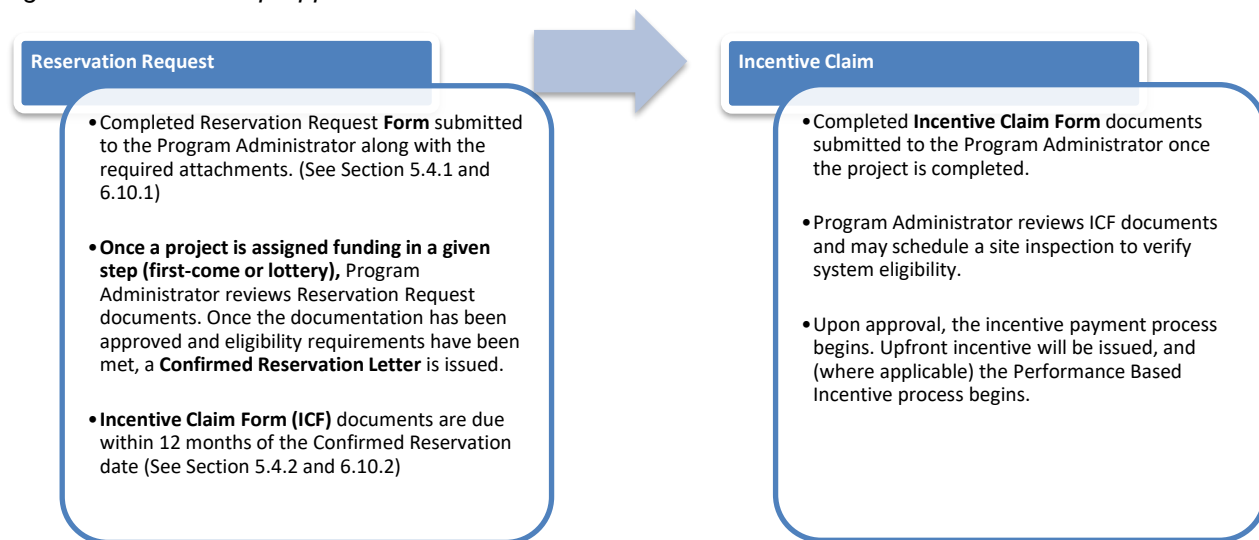 Reservation Request
•Completed Reservation Request Form submitted
to the Program Administrator along with the
required attachments. (See Section 5.4.1 and
6.10.1)
•Once a project is assigned funding in a given
step (first-come or lottery), Program
Administrator reviews Reservation Request
documents. Once the documentation has been
approved and eligibility requirements have been
met, a Confirmed Reservation Letter is issued.
•Incentive Claim Form (ICF) documents are due
within 12 months of the Confirmed Reservation
date (See Section 5.4.2 and 6.10.2)
Incentive Claim
•Completed Incentive Claim Form documents
submitted to the Program Administrator once
the project is completed.
•Program Administrator reviews ICF documents
and may schedule a site inspection to verify
system eligibility.
•Upon approval, the incentive payment process
begins. Upfront incentive will be issued, and
(where applicable) the Performance Based
Incentive process begins.